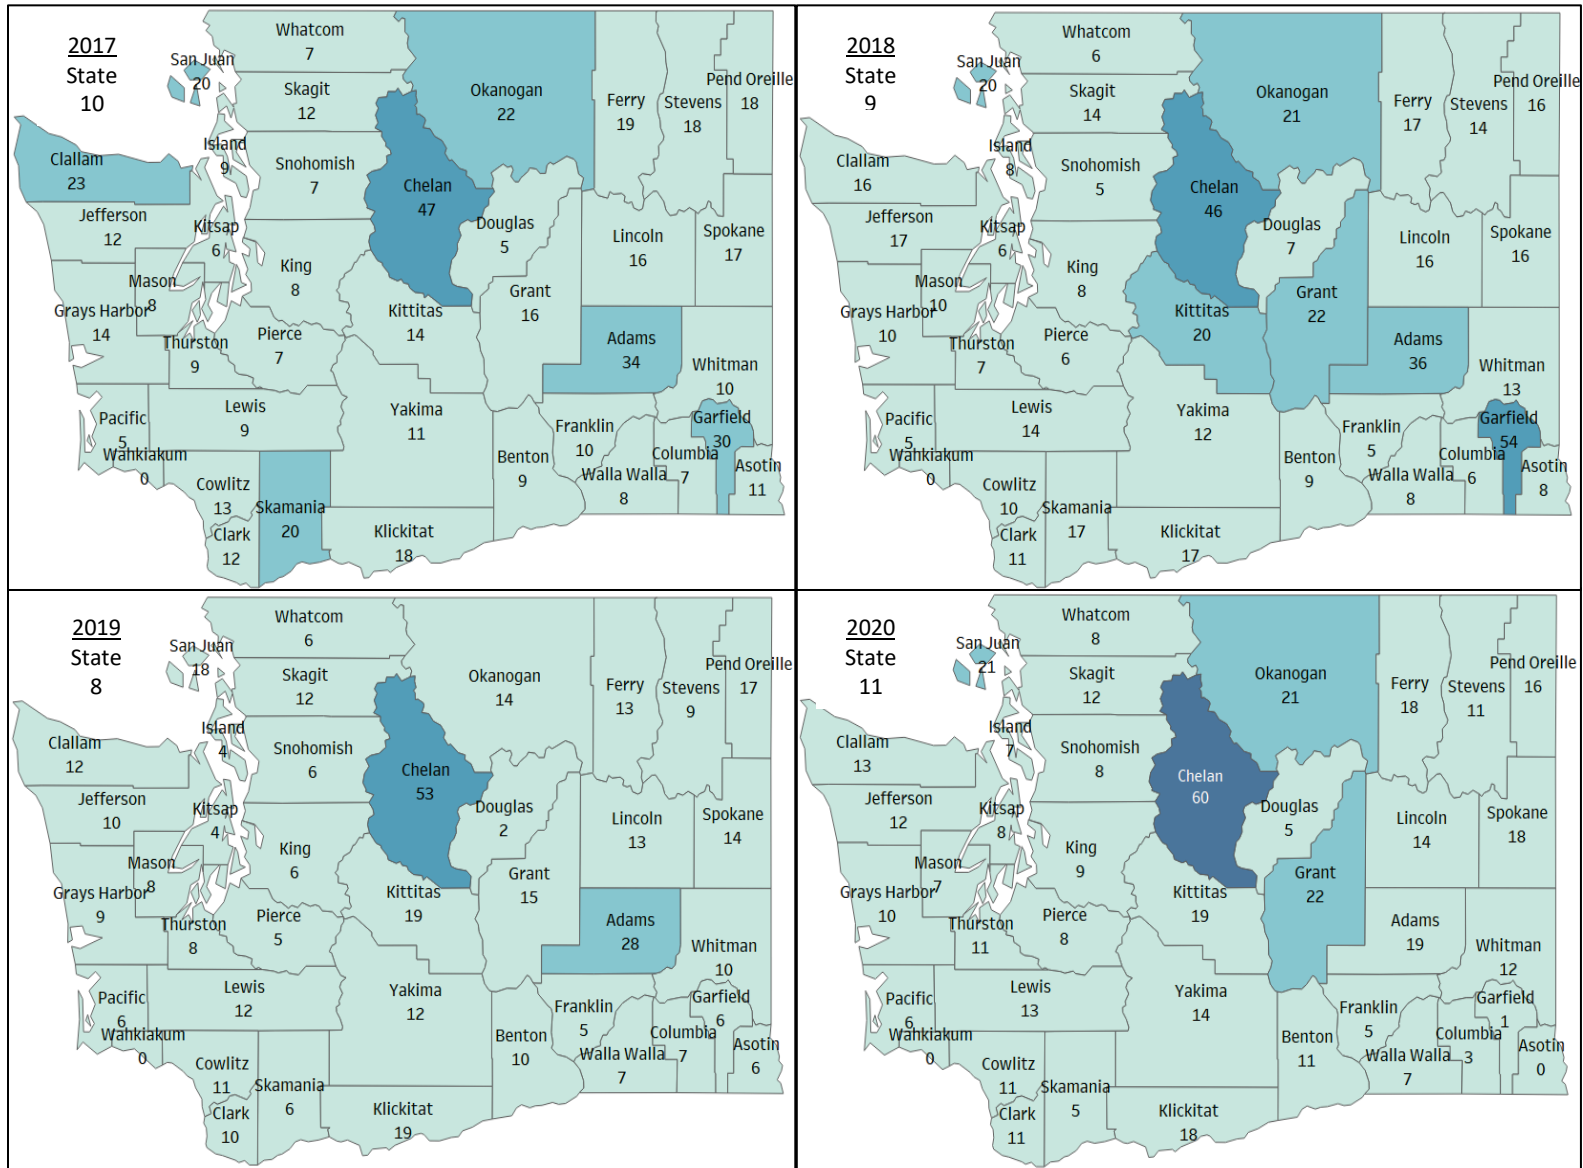 2017
State
10
Whatcom
7
San Juan
20
Skagit
12
Okanogan
22
Ferry
19
Stevens
18
Pend Oreille
18
Clallam
23
Island
9
Snohomish
7
Chelan
47
Jefferson
12
Kitsap
6
Douglas
5
Lincoln
16
Spokane
17
King
8
Mason
8
Grant
16
Grays Harbor
14
Kittitas
14
Thurston
9
Pierce
7
Adams
34
Whitman
10
Pacific
5
Lewis
9
Yakima
11
Franklin
10
Garfield
30
Wahkiakum
0
Benton
9
Columbia
7
Walla Walla
8
Asotin
11
Cowlitz
13
Skamania
20
Clark
12
Klickitat
18
2018
State
9
Whatcom
6
San Juan
20
Skagit
14
Okanogan
21
Ferry
17
Stevens
14
Pend Oreille
16
Clallam
16
Island
8
Snohomish
5
Chelan
46
Jefferson
17
Kitsap
6
Douglas
7
Lincoln
16
Spokane
16
King
8
Mason
10
Grant
22
Grays Harbor
10
Kittitas
20
Thurston
7
Pierce
6
Adams
36
Whitman
13
Pacific
5
Lewis
14
Yakima
12
Franklin
5
Garfield
54
Wahkiakum
0
Benton
9
Columbia
6
Walla Walla
8
Asotin
8
Cowlitz
10
Skamania
17
Clark
11
Klickitat
17
2019
State
8
Whatcom
6
San Juan
18
Skagit
12
Okanogan
14
Ferry
13
Stevens
9
Pend Oreille
17
Clallam
12
Island
4
Snohomish
6
Chelan
53
Jefferson
10
Kitsap
4
Douglas
2
Lincoln
13
Spokane
14
King
6
Mason
8
Grant
15
Grays Harbor
9
Kittitas
19
Thurston
8
Pierce
5
Adams
28
Whitman
10
Pacific
6
Lewis
12
Yakima
12
Franklin
5
Garfield
6
Wahkiakum
0
Benton
10
Columbia
7
Walla Walla
7
Asotin
6
Cowlitz
11
Skamania
6
Clark
10
Klickitat
19
2020
State
11
Whatcom
8
San Juan
21
Skagit
12
Okanogan
21
Ferry
18
Stevens
11
Pend Oreille
16
Clallam
13
Island
7
Snohomish
8
Chelan
60
Jefferson
12
Kitsap
8
Douglas
5
Lincoln
14
Spokane
18
King
9
Mason
7
Grant
22
Grays Harbor
10
Kittitas
19
Thurston
11
Pierce
8
Adams
19
Whitman
12
Pacific
6
Lewis
13
Yakima
14
Franklin
5
Garfield
1
Wahkiakum
0
Benton
11
Columbia
3
Walla Walla
7
Asotin
0
Cowlitz
11
Skamania
5
Clark
11
Klickitat
18